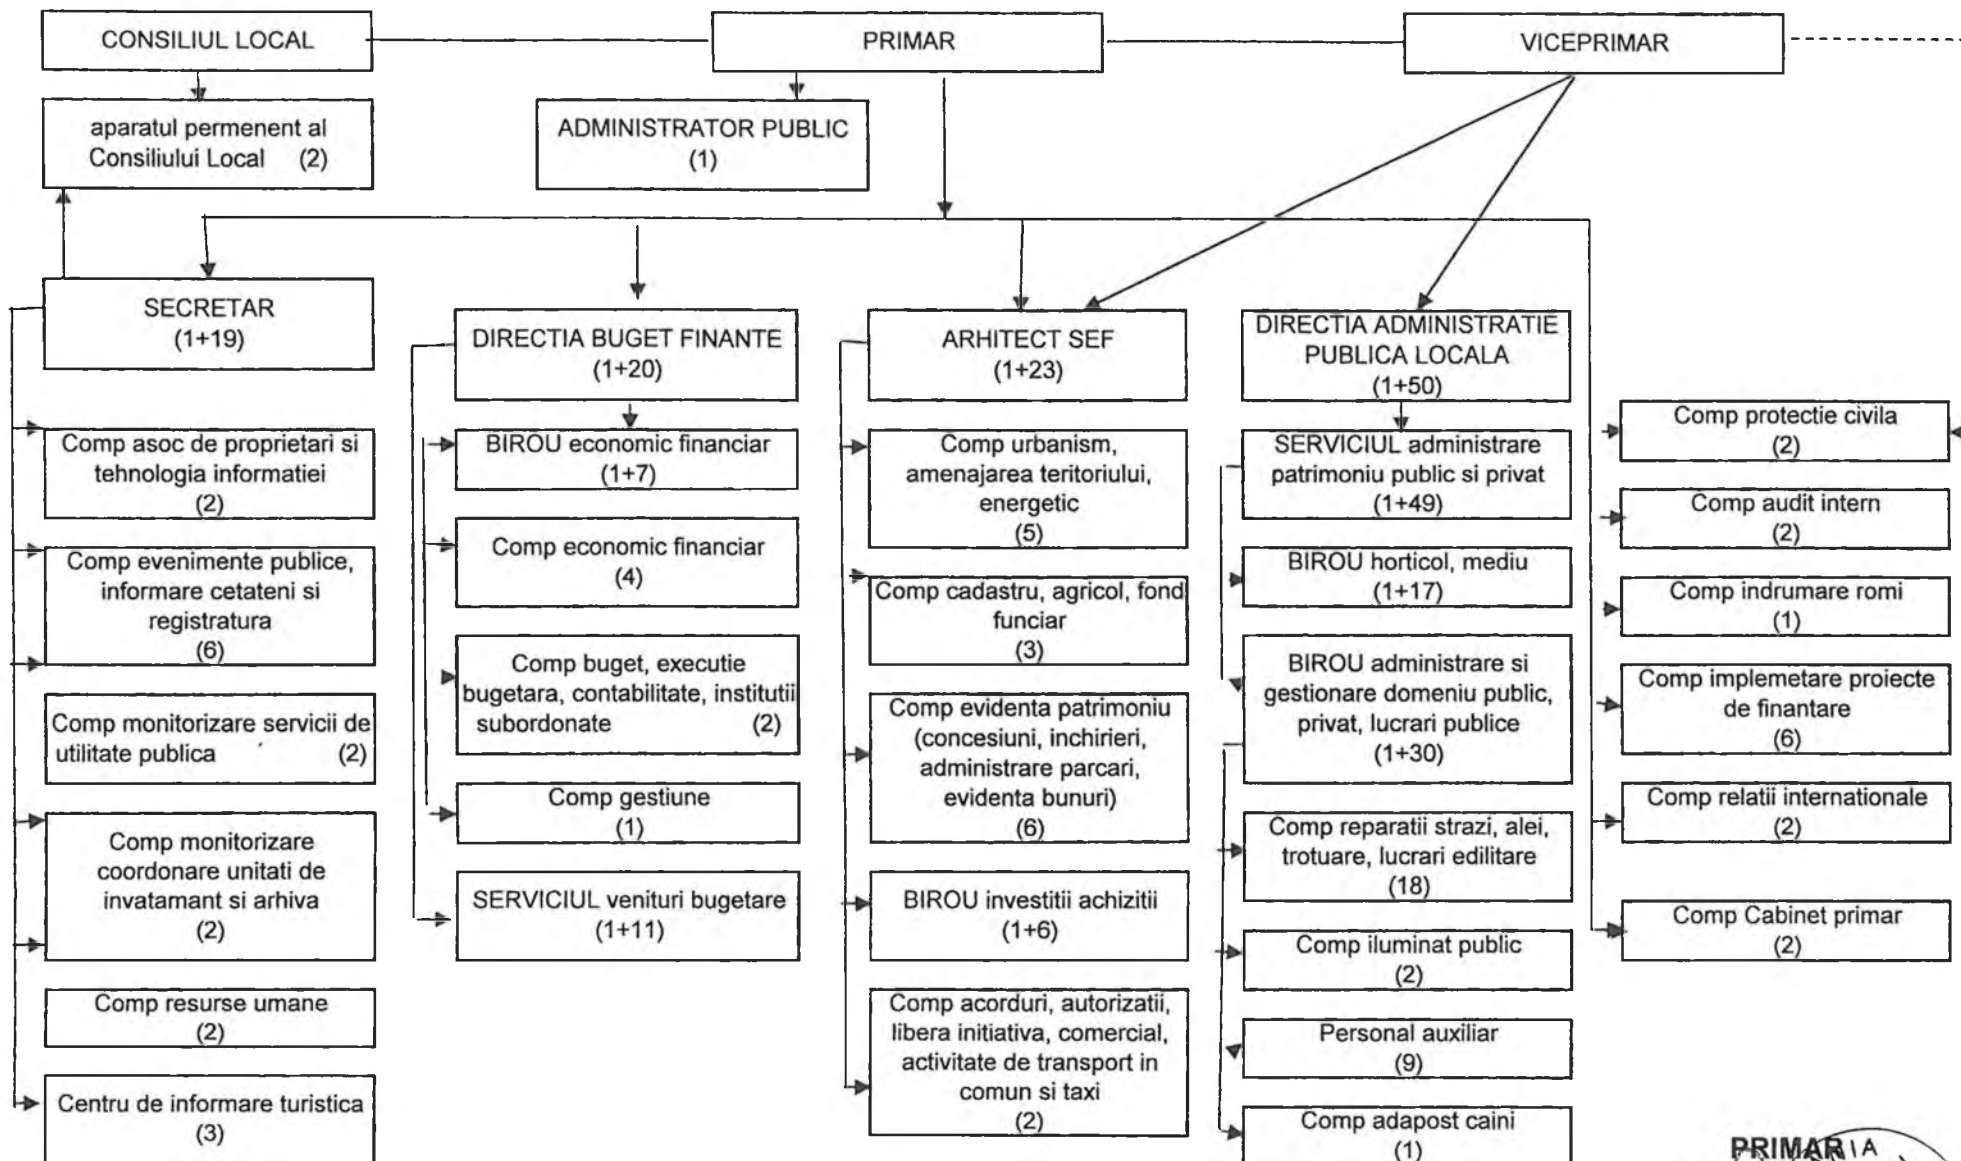 CONSILIUL LOCAL
PRIMAR
VICEPRIMAR
aparatul permenent al
Consiliului Local (2)
ADMINISTRATOR PUBLIC
(1)
SECRETAR
(1+19)
Comp asoc de proprietari si
tehnologia informatiei
(2)
Comp evenimente publice,
informare cetateni si
registratura
(6)
Comp monitorizare servicii de
utilitate publica (2)
Comp monitorizare
coordonare unitati de
invatamant si arhiva
(2)
Comp resurse umane
(2)
Centru de informare turistica
(3)
DIRECTIA BUGET FINANTE
(1+20)
BIROU economic financiar
(1+7)
Comp economic financiar
(4)
Comp buget, executie
bugetara, contabilitate, institutii
subordonate (2)
Comp gestiune
(1)
SERVICIUL venituri bugetare
(1+11)
ARHITECT SEF
(1+23)
Comp urbanism,
amenajarea teritoriului,
energetic
(5)
Comp cadastru, agricol, fond
funciar
(3)
Comp evidenta patrimoniu
(concesiuni, inchirieri,
administrare parcari,
evidenta bunuri)
(6)
BIROU investitii achizitii
(1+6)
Comp acorduri, autorizatii,
libera initiativa, comercial,
activitate de transport in
comun si taxi
(2)
DIRECTIA ADMINISTRATIE
PUBLICA LOCALA
(1+50)
SERVICIUL administrare
patrimoniu public si privat
(1+49)
BIROU horticol, mediu
(1+17)
BIROU administrare si
gestionare domeniu public,
privat, lucrari publice
(1+30)
Comp reparatii strazi, alei,
trotuare, lucrari edilitare
(18)
Comp iluminat public
(2)
Personal auxiliar
(9)
Comp adapost caini
(1)
Comp protectie civila
(2)
Comp audit intern
(2)
Comp indrumare romi
(1)
Comp implemetare proiecte
de finantare
(6)
Comp relatii internationale
(2)
Comp Cabinet primar
(2)
PRIMAR